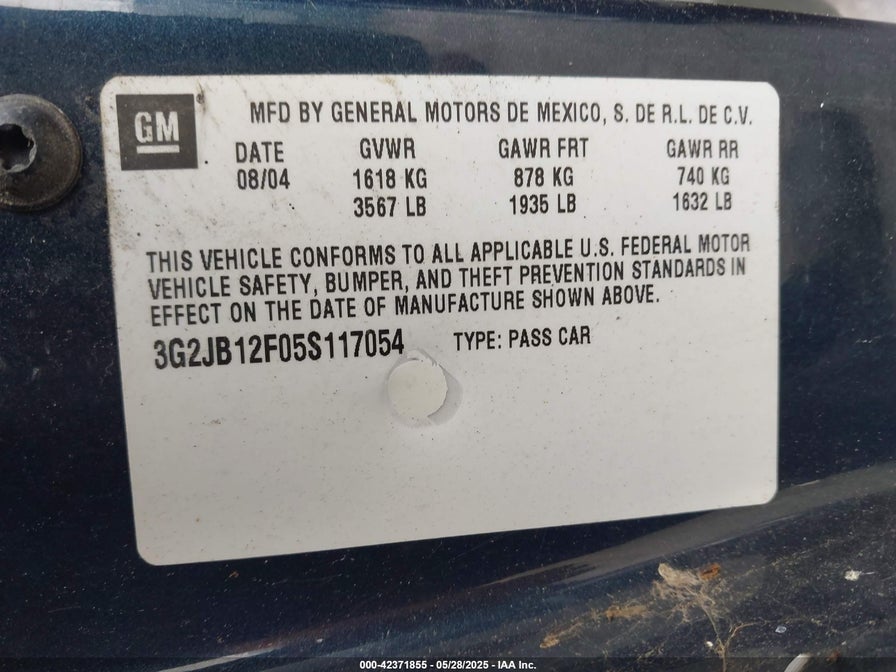 GM
MFD BY GENERAL MOTORS DE MEXICO, S. DE R.L. DE C.V.
DATE GVWR GAWR FRT GAWR RR
08/04 1618 KG 878 KG 740 KG
3567 LB 1935 LB 1632 LB
THIS VEHICLE CONFORMS TO ALL APPLICABLE U.S. FEDERAL MOTOR
VEHICLE SAFETY, BUMPER, AND THEFT PREVENTION STANDARDS IN
EFFECT ON THE DATE OF MANUFACTURE SHOWN ABOVE.
3G2JB12F05S117054 TYPE: PASS CAR
000-42371855 - 05/28/2025 - IAA Inc.